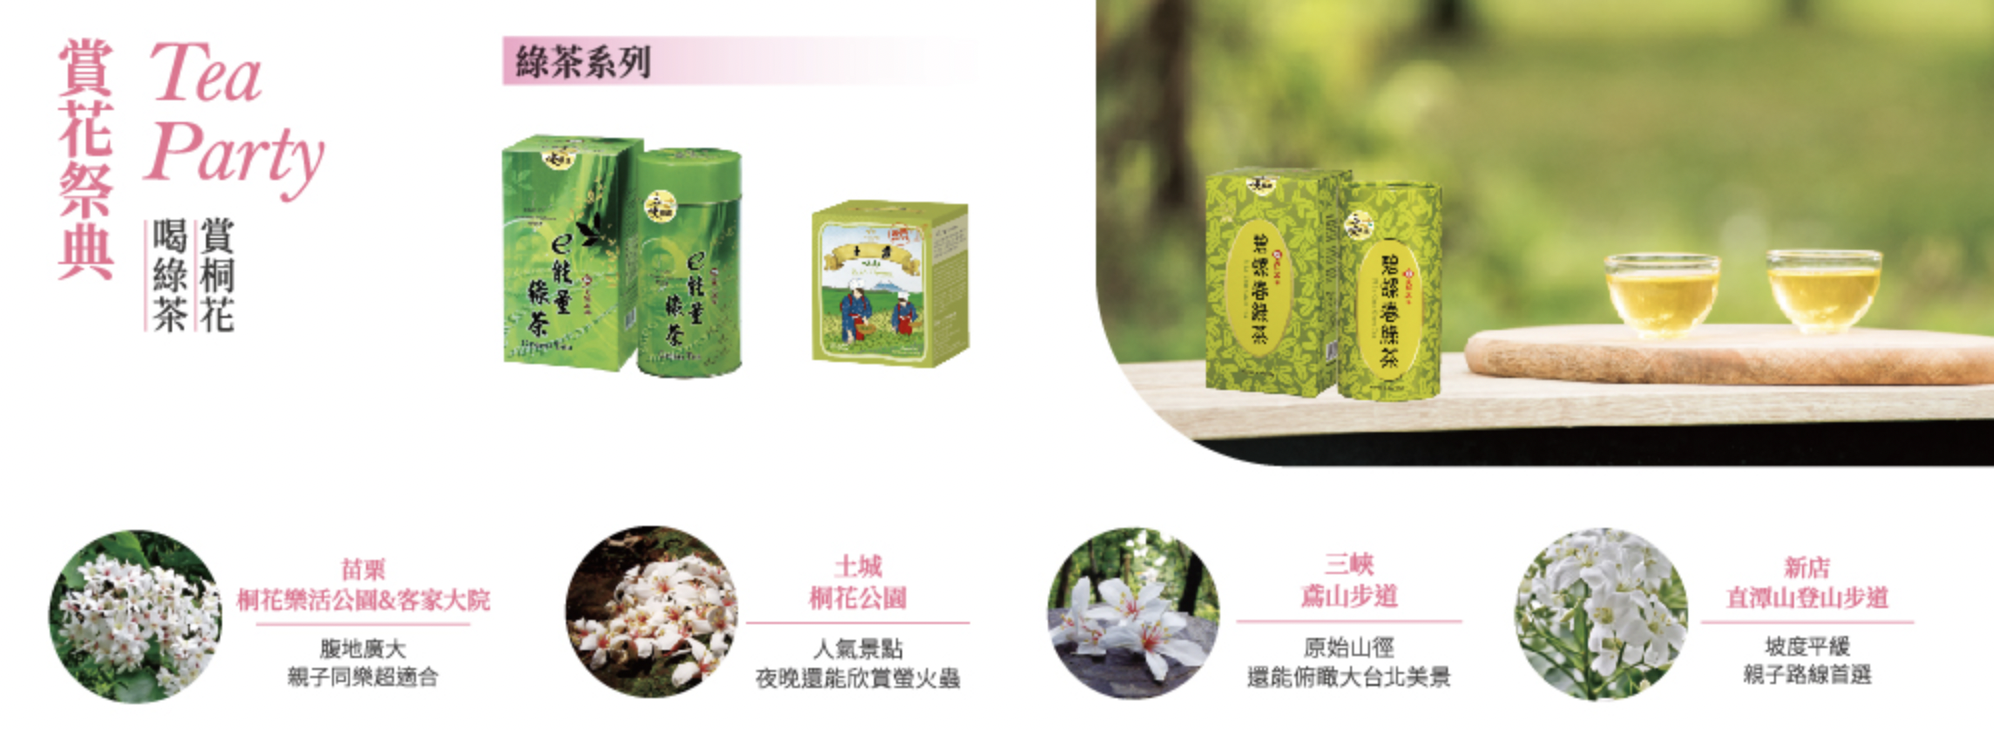 賞花祭典
Tea
Party
賞桐花
喝綠茶
綠茶系列
e能量
綠茶
e能量
綠茶
碧螺春綠茶
碧螺春綠茶
苗栗
桐花樂活公園&客家大院
腹地廣大
親子同樂超適合
土城
桐花公園
人氣景點
夜晚還能欣賞螢火蟲
三峽
鳶山步道
原始山徑
還能俯瞰大台北美景
新店
直潭山登山步道
坡度平緩
親子路線首選